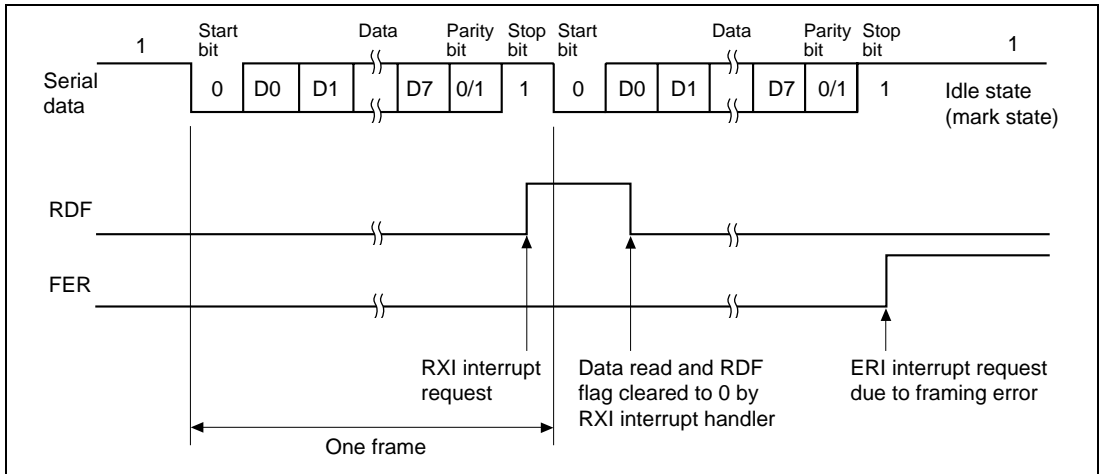 1
Start bit
Data
Parity bit
Stop bit
Start bit
Data
Parity bit
Stop bit
1
Serial data
0 D0 D1 D7 0/1 1 0 D0 D1 D7 0/1 1
Idle state
(mark state)
RDF
FER
RXI interrupt
request
Data read and RDF
flag cleared to 0 by
RXI interrupt handler
ERI interrupt request
due to framing error
One frame